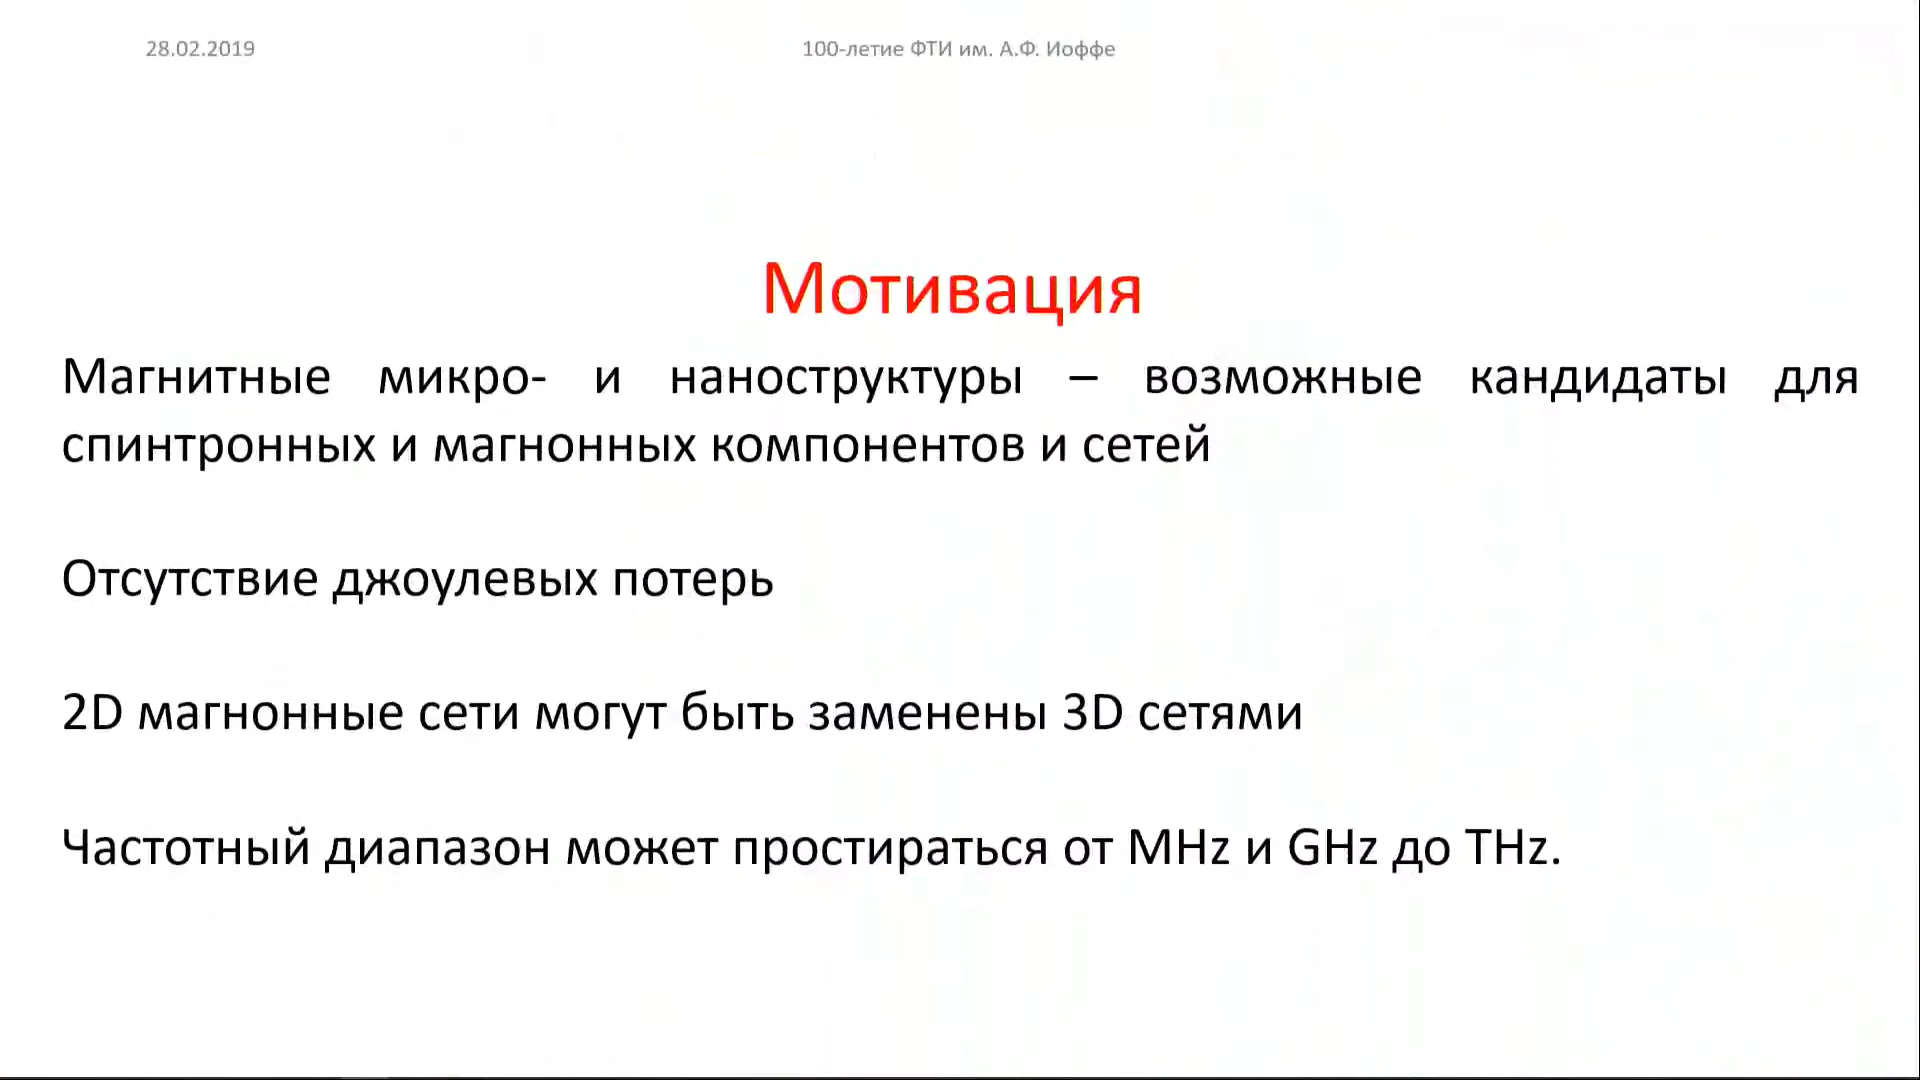 28.02.2019
100-летие ФТИ им. А.Ф. Иоффе
Мотивация
Магнитные микро- и наноструктуры – возможные кандидаты для
спинтронных и магнонных компонентов и сетей
Отсутствие джоулевых потерь
2D магнонные сети могут быть заменены 3D сетями
Частотный диапазон может простираться от MHz и GHz до THz.